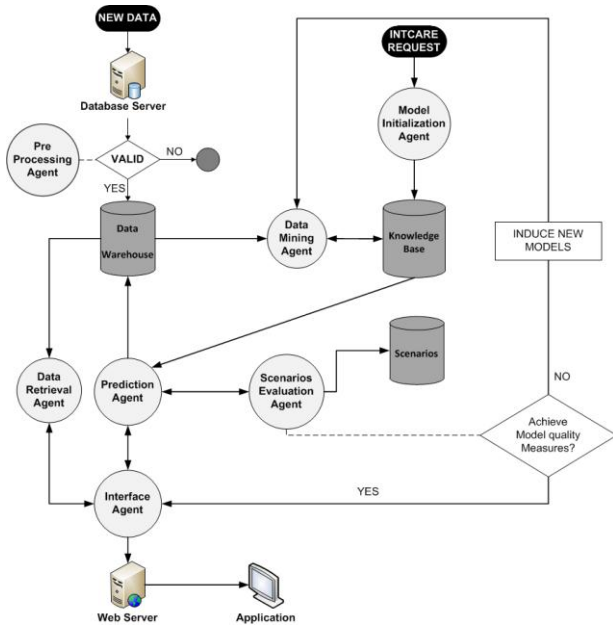 NEW DATA
INTCARE
REQUEST
Database Server
Model
Initialization
Agent
Pre
Processing
Agent
VALID
NO
YES
Data
Warehouse
Data
Mining
Agent
Knowledge
Base
INDUCE NEW
MODELS
Data
Retrieval
Agent
Prediction
Agent
Scenarios
Evaluation
Agent
Scenarios
NO
Achieve
Model quality
Measures?
YES
Interface
Agent
Web Server
Application